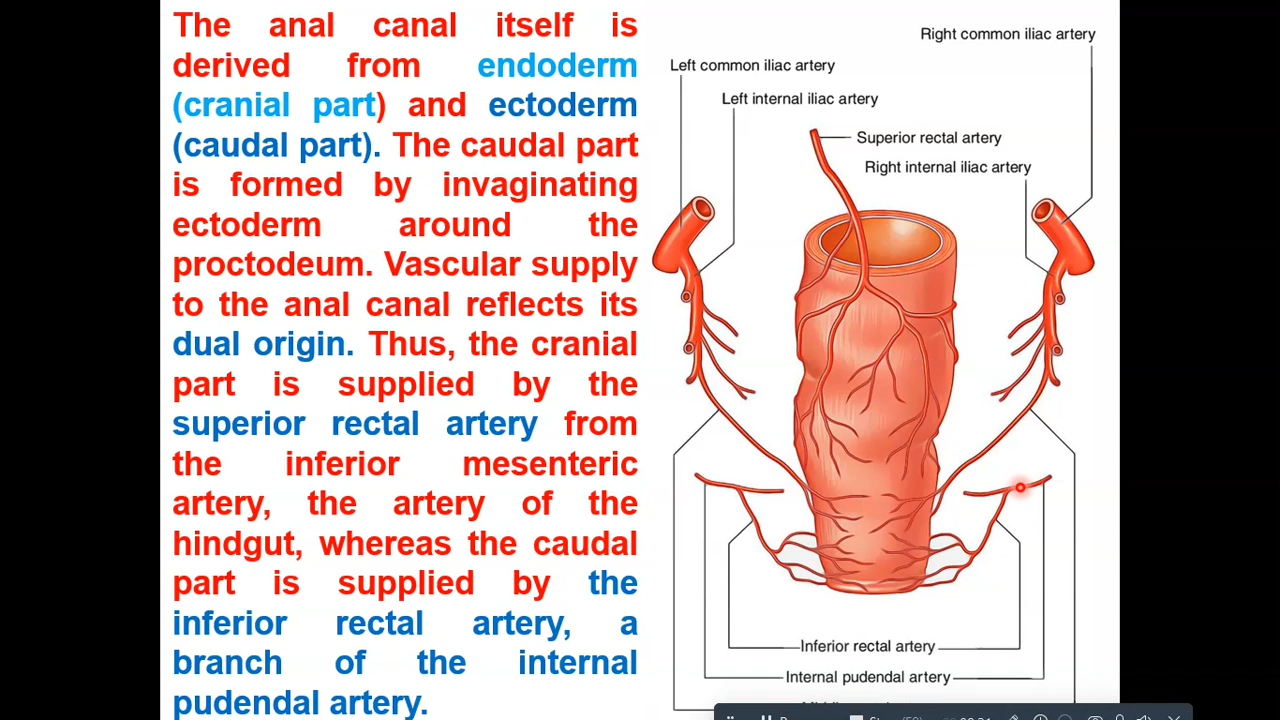 The anal canal itself is
derived from endoderm
(cranial part) and ectoderm
(caudal part). The caudal part
is formed by invaginating
ectoderm around the
proctodeum. Vascular supply
to the anal canal reflects its
dual origin. Thus, the cranial
part is supplied by the
superior rectal artery from
the inferior mesenteric
artery, the artery of the
hindgut, whereas the caudal
part is supplied by the
inferior rectal artery, a
branch of the internal
pudendal artery.
Right common iliac artery
Left common iliac artery
Left internal iliac artery
Superior rectal artery
Right internal iliac artery
Inferior rectal artery
Internal pudendal artery